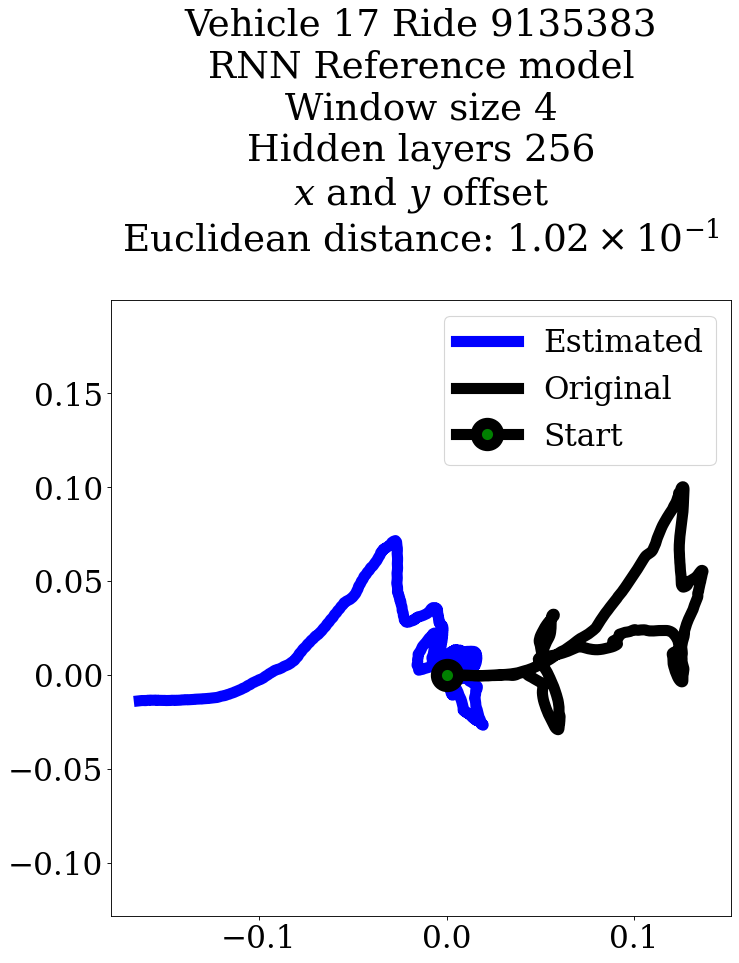 Vehicle 17 Ride 9135383
RNN Reference model
Window size 4
Hidden layers 256
x and y offset
Euclidean distance: 1.02 × 10⁻¹
Estimated
Original
Start
0.15
0.10
0.05
0.00
−0.05
−0.10
−0.1 0.0 0.1